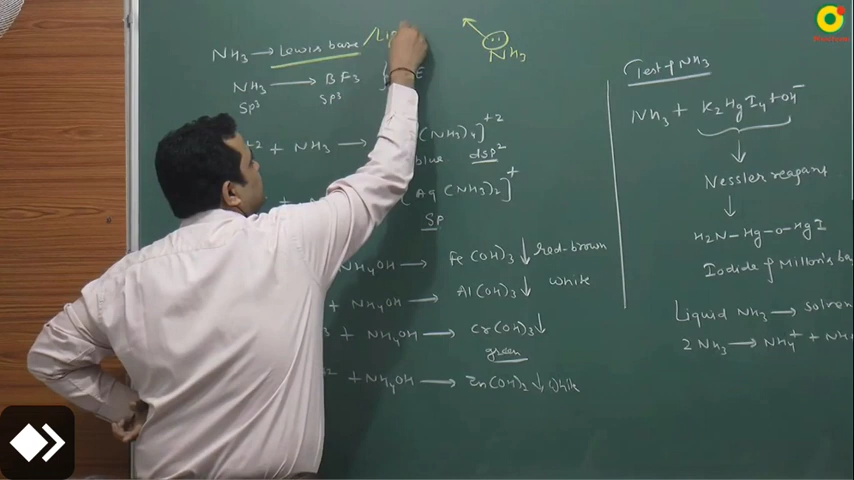 NH₃ → Lewis base /Li
NH₃
NH₃ → BF₃
sp³ sp³
+2 + NH₃ → (NH₃)₄]⁺²
blue dsp²
[Ag (NH₃)₂]⁺
sp
NH₄OH → Fe(OH)₃↓ red-brown
+ NH₄OH → Al(OH)₃↓ white
+ NH₄OH → Cr(OH)₃↓
green
+ NH₄OH → Zn(OH)₂↓ White
Test of NH₃
NH₃ + K₂HgI₄ + OH⁻
↓
Nessler reagant
↓
H₂N-Hg-O-HgI
Iodide of Millon's ba
Liquid NH₃ → solven
2NH₃ → NH₄⁺ + NH